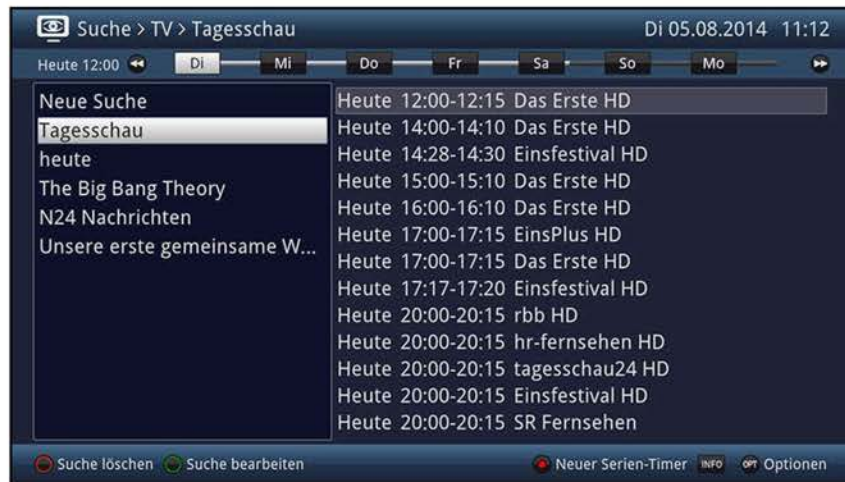 Suche > TV > Tagesschau Di 05.08.2014 11:12
Heute 12:00 Di Mi Do Fr Sa So Mo
Neue Suche
Tagesschau
heute
The Big Bang Theory
N24 Nachrichten
Unsere erste gemeinsame W...
Heute 12:00-12:15 Das Erste HD
Heute 14:00-14:10 Das Erste HD
Heute 14:28-14:30 Einsfestival HD
Heute 15:00-15:10 Das Erste HD
Heute 16:00-16:10 Das Erste HD
Heute 17:00-17:15 EinsPlus HD
Heute 17:00-17:15 Das Erste HD
Heute 17:17-17:20 Einsfestival HD
Heute 20:00-20:15 rbb HD
Heute 20:00-20:15 hr-fernsehen HD
Heute 20:00-20:15 tagesschau24 HD
Heute 20:00-20:15 Einsfestival HD
Heute 20:00-20:15 SR Fernsehen
Suche löschen Suche bearbeiten Neuer Serien-Timer INFO OPT Optionen